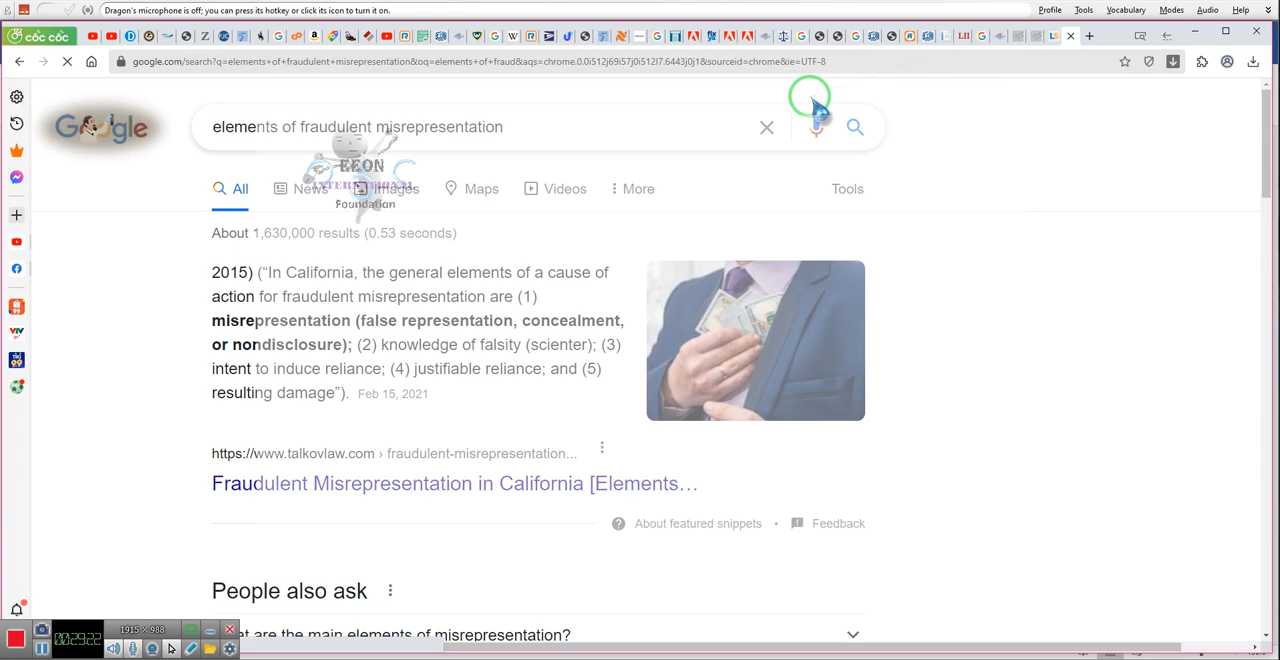 Dragon's microphone is off; you can press its hotkey or click its icon to turn it on.
Profile Tools Vocabulary Modes Audio Help
cốc cốc
google.com/search?q=elements+of+fraudulent+misrepresentation&oq=elements+of+fraud&aqs=chrome.0.0i512j69i57j0i512l7.6443j0j1&sourceid=chrome&ie=UTF-8
Google
elements of fraudulent misrepresentation
EEON
INTERNATIONAL
Foundation
All News Images Maps Videos More Tools
About 1,630,000 results (0.53 seconds)
2015) (“In California, the general elements of a cause of
action for fraudulent misrepresentation are (1)
misrepresentation (false representation, concealment,
or nondisclosure); (2) knowledge of falsity (scienter); (3)
intent to induce reliance; (4) justifiable reliance; and (5)
resulting damage”). Feb 15, 2021
https://www.talkovlaw.com › fraudulent-misrepresentation...
Fraudulent Misrepresentation in California [Elements…
About featured snippets • Feedback
People also ask
at are the main elements of misrepresentation?
00:29:22
1915 × 988